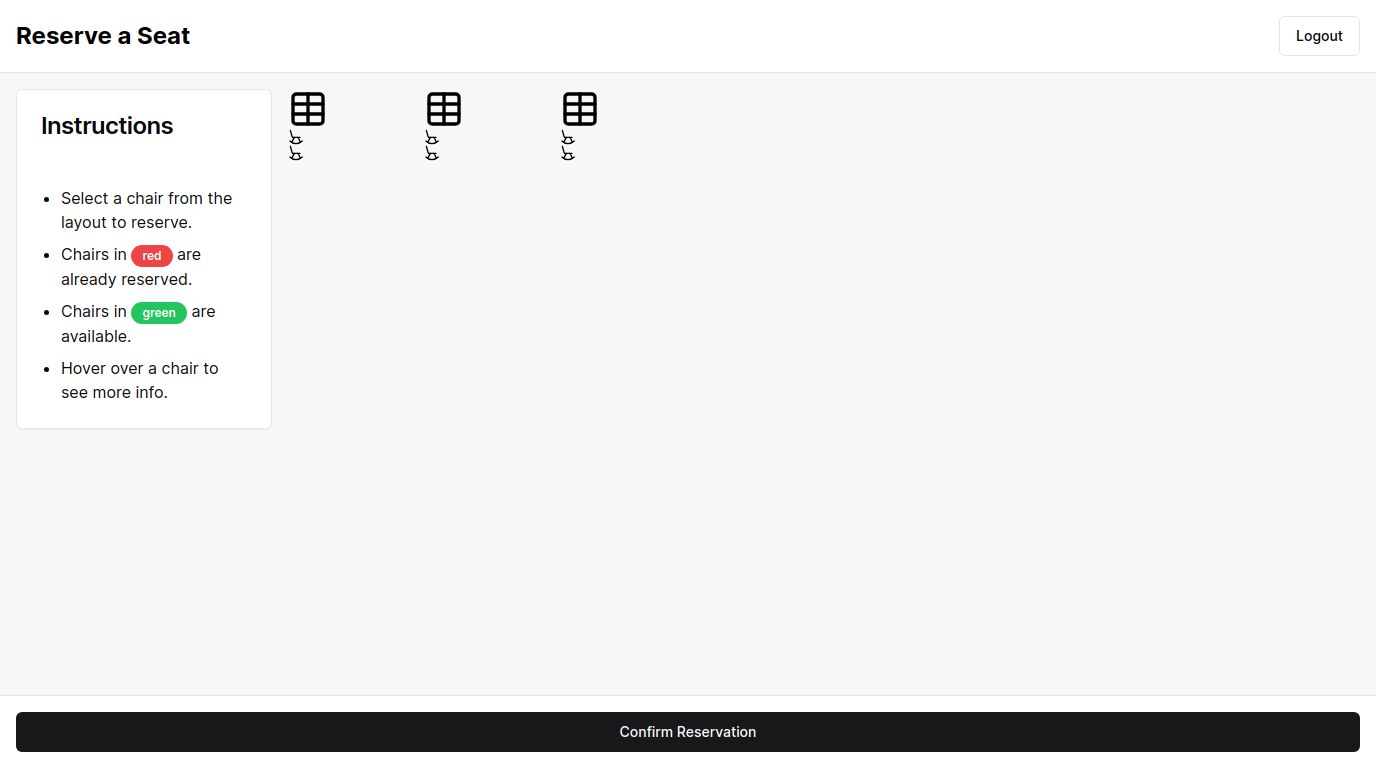 Reserve a Seat
Logout
Instructions
Select a chair from the
layout to reserve.
Chairs in red are
already reserved.
Chairs in green are
available.
Hover over a chair to
see more info.
Confirm Reservation